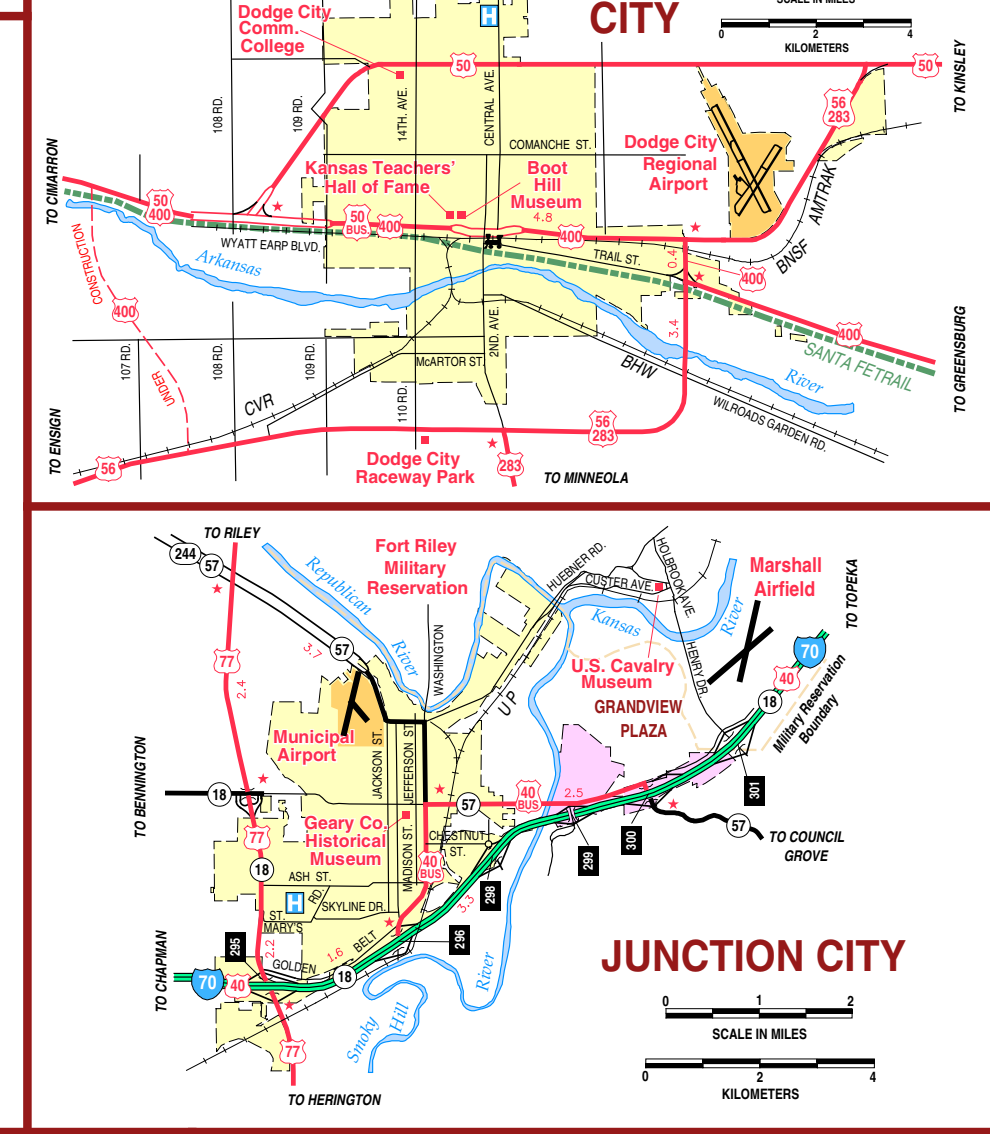 SCALE IN MILES
CITY
0 2 4
KILOMETERS
Dodge City
Comm.
College
H
50
50
TO KINSLEY
108 RD.
109 RD.
14TH AVE.
CENTRAL AVE.
COMANCHE ST.
56
283
Dodge City
Regional
Airport
AMTRAK
BNSF
TO CIMARRON
Kansas Teachers'
Hall of Fame
Boot
Hill
Museum
4.8
50
400
50
BUS.
400
400
WYATT EARP BLVD.
TRAIL ST.
0.4
400
Arkansas
CONSTRUCTION
400
UNDER
3.4
400
SANTA FE TRAIL
TO GREENSBURG
107 RD.
108 RD.
109 RD.
110 RD.
2ND. AVE.
McARTOR ST.
BHW
River
WILROADS GARDEN RD.
CVR
TO ENSIGN
56
56
283
283
Dodge City
Raceway Park
TO MINNEOLA
TO RILEY
244
57
Republican
River
Fort Riley
Military
Reservation
HUEBNER RD.
CUSTER AVE.
HOLBROOK AVE.
Marshall
Airfield
TO TOPEKA
Kansas
River
77
2.4
3.7
57
WASHINGTON
U P
U.S. Cavalry
Museum
HENRY DR.
70
40
18
Military Reservation
Boundary
GRANDVIEW
PLAZA
Municipal
Airport
JACKSON ST.
JEFFERSON ST.
TO BENNINGTON
18
77
18
Geary Co.
Historical
Museum
MADISON ST.
57
40
BUS
2.5
CHESTNUT
ST.
40
BUS
301
300
299
57
TO COUNCIL
GROVE
ASH ST.
H
RD.
SKYLINE DR.
ST.
MARY'S
298
3.3
295
2.2
296
BELT
1.6
GOLDEN
18
TO CHAPMAN
70
40
River
Smoky
Hill
77
TO HERINGTON
JUNCTION CITY
0 1 2
SCALE IN MILES
0 2 4
KILOMETERS